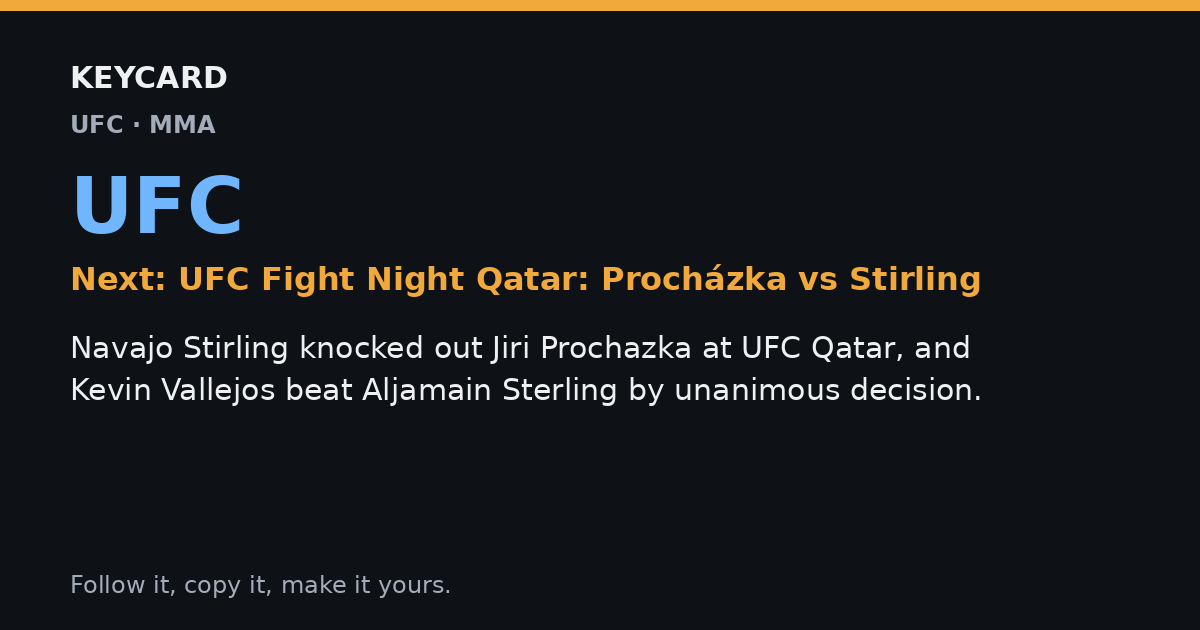 KEYCARD
UFC · MMA
UFC
Next: UFC Fight Night Qatar: Procházka vs Stirling
Navajo Stirling knocked out Jiri Prochazka at UFC Qatar, and
Kevin Vallejos beat Aljamain Sterling by unanimous decision.
Follow it, copy it, make it yours.